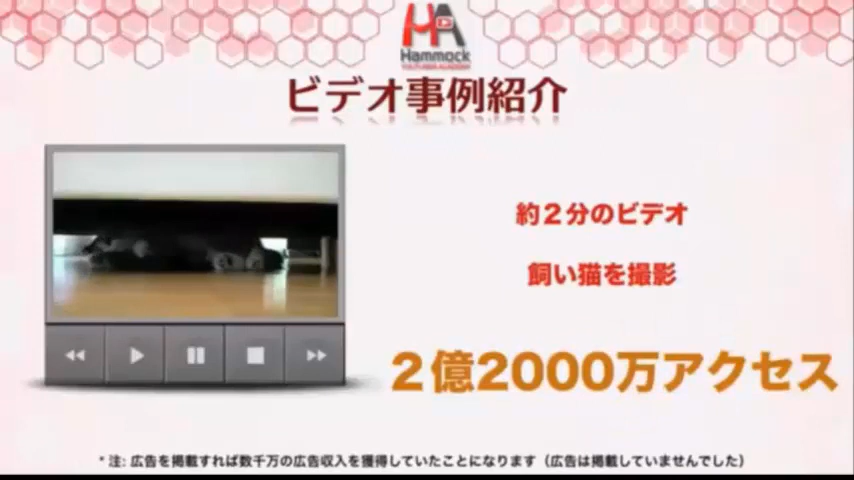 HA
Hammock
ビデオ事例紹介
約２分のビデオ
飼い猫を撮影
２億2000万アクセス
* 注: 広告を掲載すれば数千万の広告収入を獲得していたことになります（広告は掲載していませんでした）